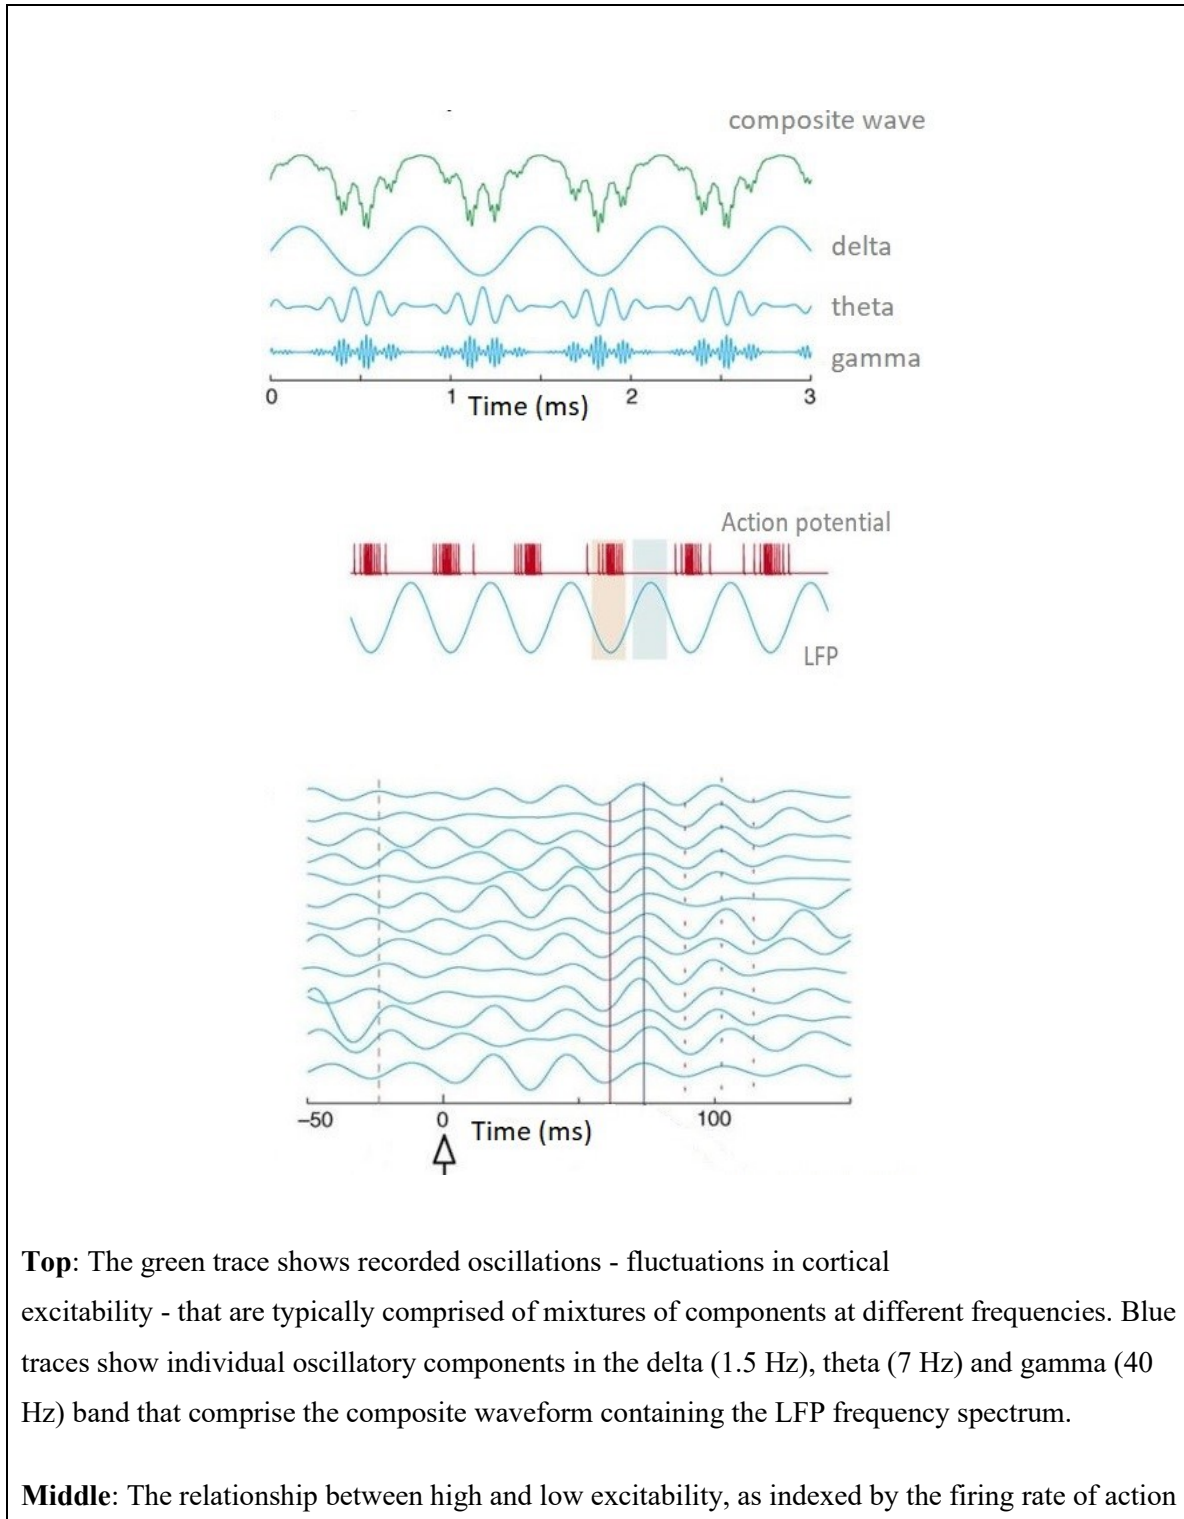 composite wave
delta
theta
gamma
0 1 2 3
Time (ms)
Action potential
LFP
–50 0 100
Time (ms)
Top: The green trace shows recorded oscillations - fluctuations in cortical
excitability - that are typically comprised of mixtures of components at different frequencies. Blue
traces show individual oscillatory components in the delta (1.5 Hz), theta (7 Hz) and gamma (40
Hz) band that comprise the composite waveform containing the LFP frequency spectrum.
Middle: The relationship between high and low excitability, as indexed by the firing rate of action